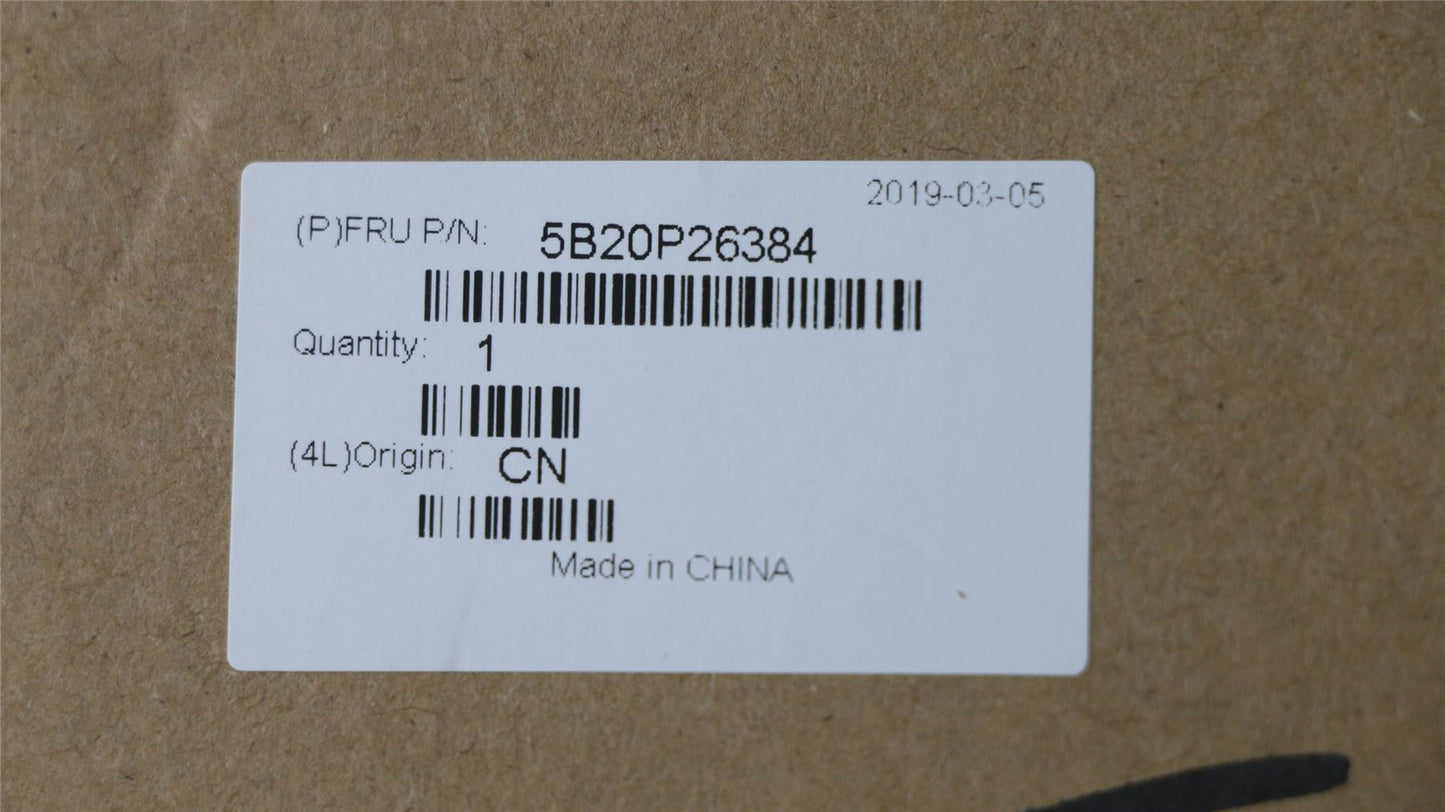 2019-03-05
(P)FRU P/N: 5B20P26384
Quantity: 1
(4L)Origin: CN
Made in CHINA